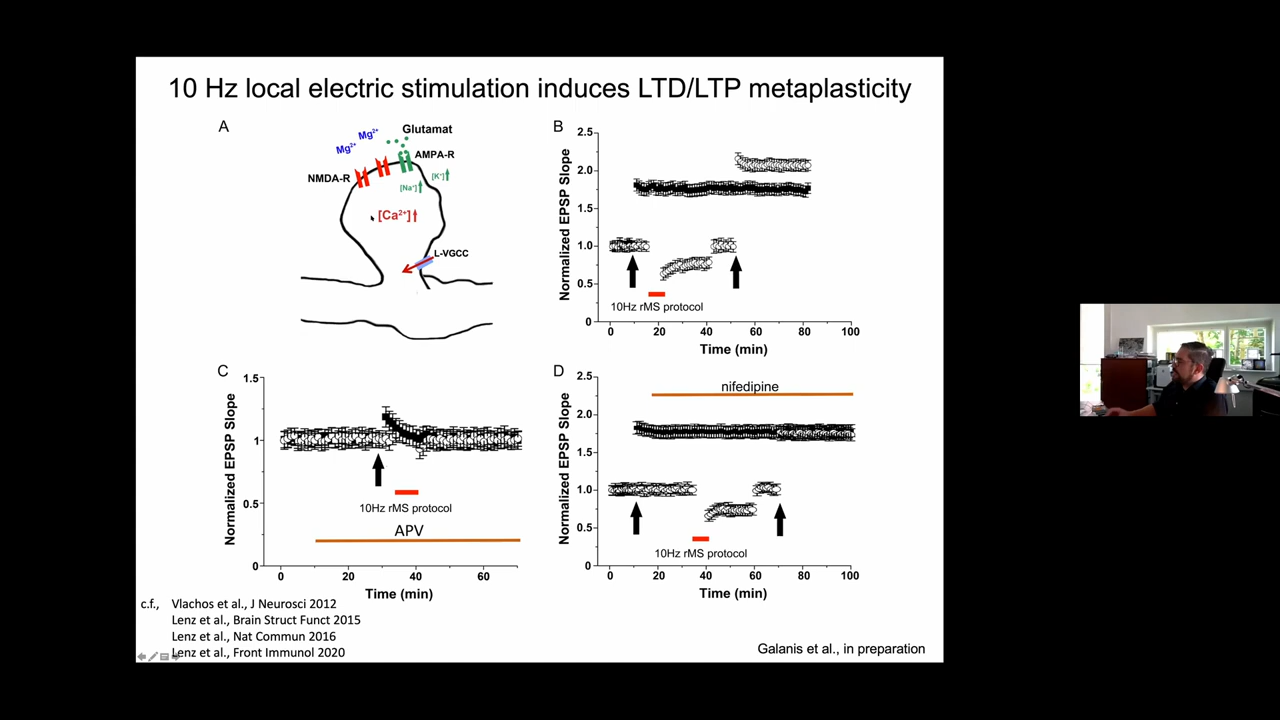 10 Hz local electric stimulation induces LTD/LTP metaplasticity
A
Mg²⁺
Mg²⁺
Glutamat
AMPA-R
NMDA-R
[K⁺]
[Na⁺]
[Ca²⁺]
L-VGCC
B
Normalized EPSP Slope
2.5
2.0
1.5
1.0
0.5
0
10Hz rMS protocol
0 20 40 60 80 100
Time (min)
C
Normalized EPSP Slope
1.5
1
0.5
0
10Hz rMS protocol
APV
0 20 40 60
Time (min)
D
Normalized EPSP Slope
2.5
2.0
1.5
1.0
0.5
0
nifedipine
10Hz rMS protocol
0 20 40 60 80 100
Time (min)
c.f., Vlachos et al., J Neurosci 2012
Lenz et al., Brain Struct Funct 2015
Lenz et al., Nat Commun 2016
Lenz et al., Front Immunol 2020
Galanis et al., in preparation